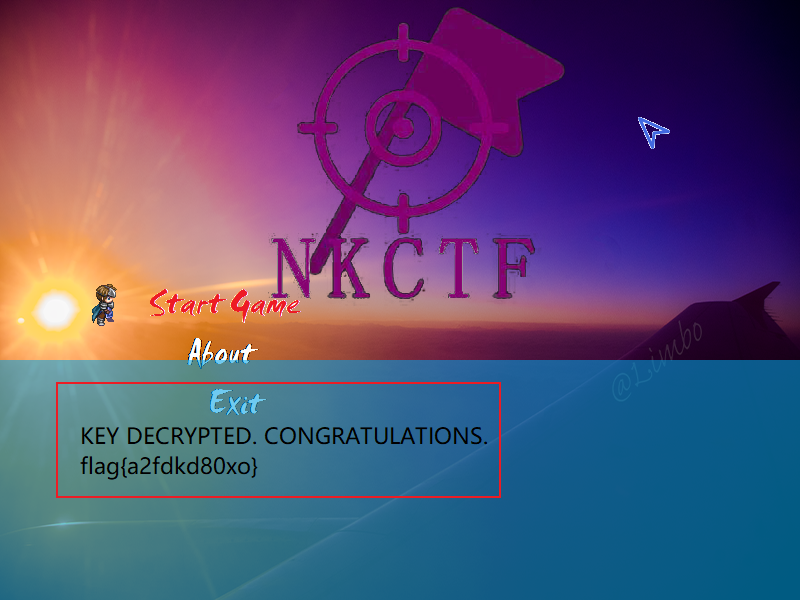 NKCTF
Start Game
@Limbo
About
Exit
KEY DECRYPTED. CONGRATULATIONS.
flag{a2fdkd80xo}